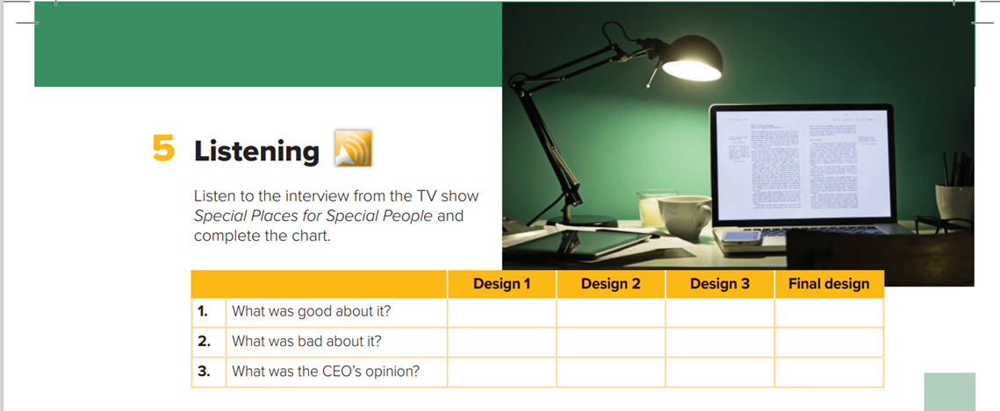 5 Listening
Listen to the interview from the TV show
Special Places for Special People and
complete the chart.
Design 1 Design 2 Design 3 Final design
1. What was good about it?
2. What was bad about it?
3. What was the CEO’s opinion?